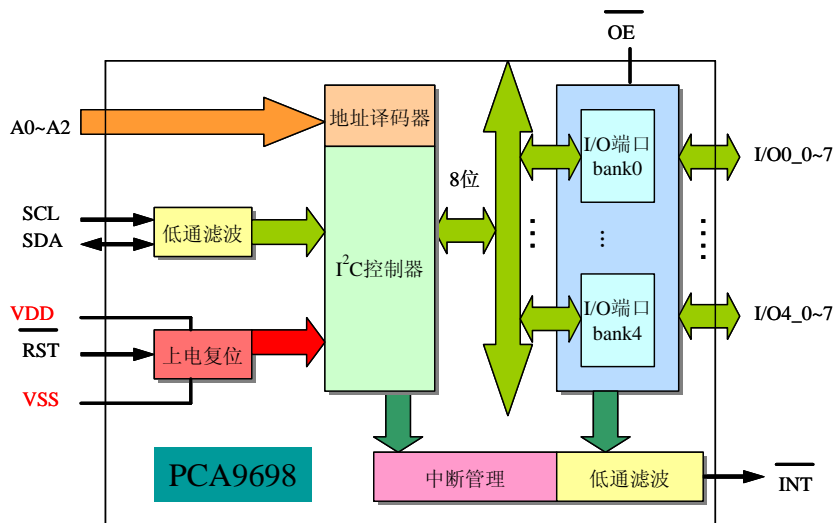 OE
A0~A2
地址译码器
I/O端口
bank0
I/O0_0~7
8位
SCL
SDA
低通滤波
I²C控制器
...
VDD
RST
VSS
上电复位
I/O端口
bank4
I/O4_0~7
PCA9698
中断管理
低通滤波
INT